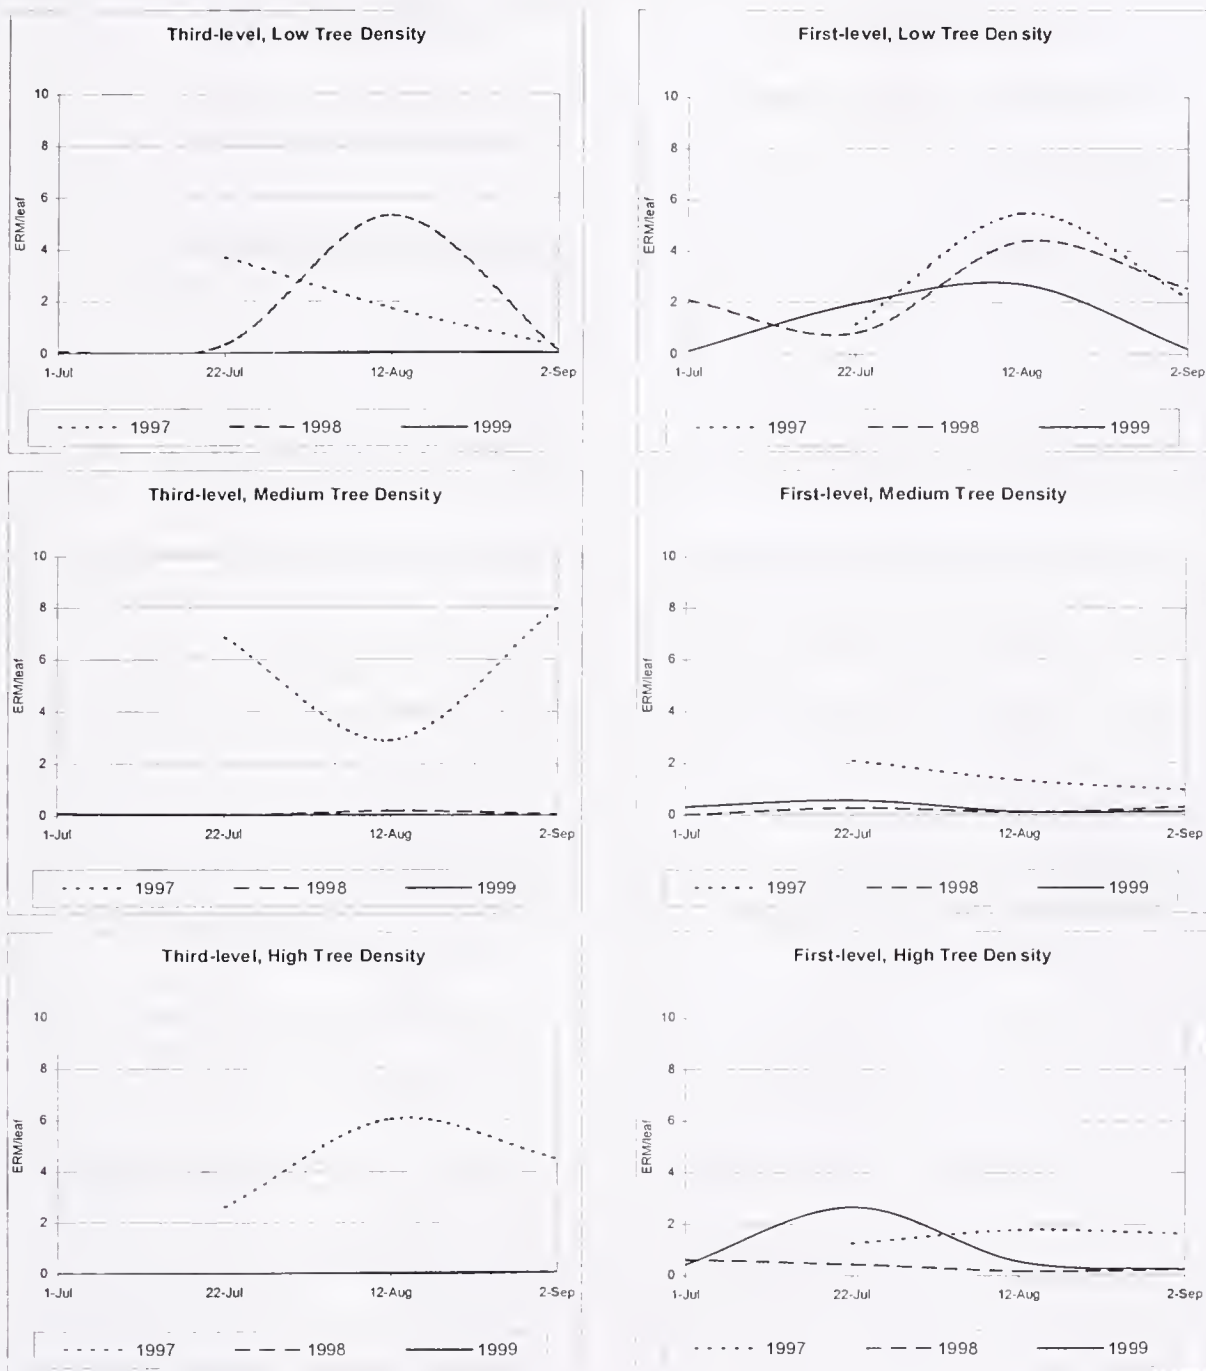 Third-level, Low Tree Density
10
8
6
4
2
0
ERM/leaf
1-Jul 22-Jul 12-Aug 2-Sep
1997 1998 1999
First-level, Low Tree Density
10
8
6
4
2
0
ERM/leaf
1-Jul 22-Jul 12-Aug 2-Sep
1997 1998 1999
Third-level, Medium Tree Density
10
8
6
4
2
0
ERM/leaf
1-Jul 22-Jul 12-Aug 2-Sep
1997 1998 1999
First-level, Medium Tree Density
10
8
6
4
2
0
ERM/leaf
1-Jul 22-Jul 12-Aug 2-Sep
1997 1998 1999
Third-level, High Tree Density
10
8
6
4
2
0
ERM/leaf
1-Jul 22-Jul 12-Aug 2-Sep
1997 1998 1999
First-level, High Tree Density
10
8
6
4
2
0
ERM/leaf
1-Jul 22-Jul 12-Aug 2-Sep
1997 1998 1999